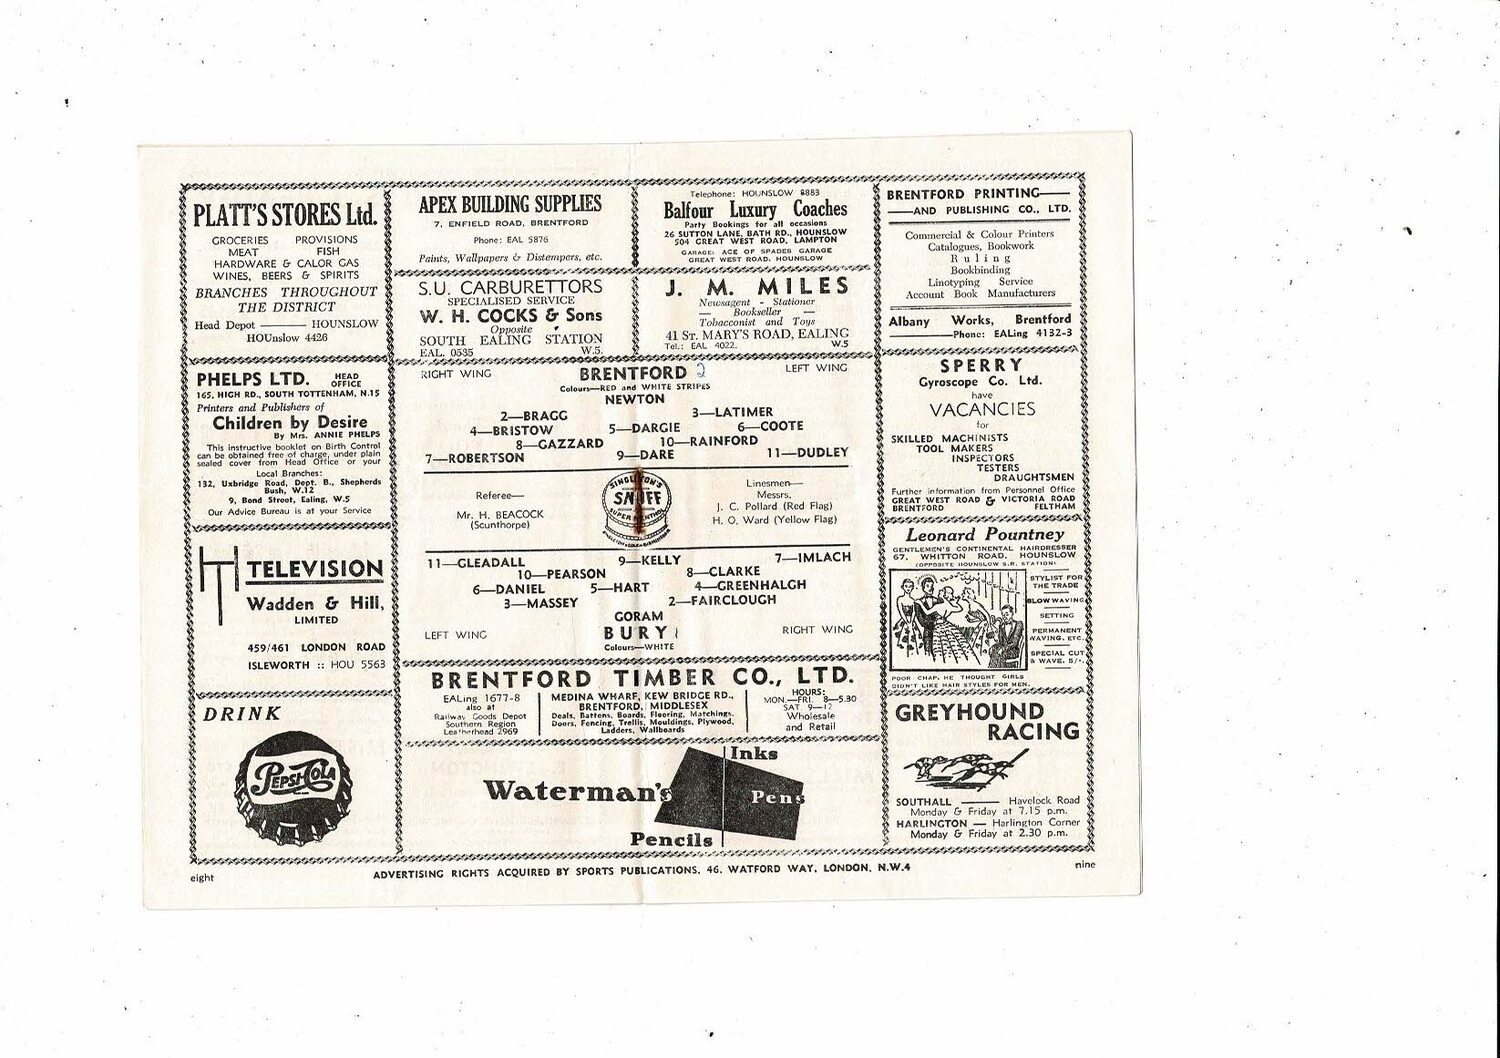 PLATT'S STORES Ltd.
GROCERIES PROVISIONS
MEAT FISH
HARDWARE & CALOR GAS
WINES, BEERS & SPIRITS
BRANCHES THROUGHOUT
THE DISTRICT
Head Depot ——— HOUNSLOW
HOUnslow 4426
PHELPS LTD. HEAD OFFICE
165, HIGH RD., SOUTH TOTTENHAM, N.15
Printers and Publishers of
Children by Desire
By Mrs. ANNIE PHELPS
This instructive booklet on Birth Control
can be obtained free of charge, under plain
sealed cover from Head Office or your
Local Branches:
132, Uxbridge Road, Dept. B., Shepherds
Bush, W.12
9, Bond Street, Ealing, W.5
Our Advice Bureau is at your Service
TELEVISION
Wadden & Hill,
LIMITED
459/461 LONDON ROAD
ISLEWORTH :: HOU 5563
DRINK
PEPSI-COLA
APEX BUILDING SUPPLIES
7, ENFIELD ROAD, BRENTFORD
Phone: EAL 5876
Paints, Wallpapers & Distempers, etc.
Telephone: HOUNSLOW 8883
Balfour Luxury Coaches
Party Bookings for all occasions
26 SUTTON LANE, BATH RD., HOUNSLOW
504 GREAT WEST ROAD, LAMPTON
GARAGE: ACE OF SPADES GARAGE
GREAT WEST ROAD, HOUNSLOW
S.U. CARBURETTORS
SPECIALISED SERVICE
W. H. COCKS & Sons
Opposite
SOUTH EALING STATION
EAL. 0535 W.5.
J. M. MILES
Newsagent - Stationer
— Bookseller —
Tobacconist and Toys
41 ST. MARY'S ROAD, EALING
Tel.: EAL 4022. W.5
RIGHT WING BRENTFORD 2 LEFT WING
Colours—RED and WHITE STRIPES
NEWTON
2—BRAGG 3—LATIMER
4—BRISTOW 5—DARGIE 6—COOTE
8—GAZZARD 10—RAINFORD
7—ROBERTSON 9—DARE 11—DUDLEY
Referee—
Mr. H. BEACOCK
(Scunthorpe)
SINGLETON'S
SNUFF
SUPER MENTHOL
Linesmen—
Messrs.
J. C. Pollard (Red Flag)
H. O. Ward (Yellow Flag)
11—GLEADALL 9—KELLY 7—IMLACH
10—PEARSON 8—CLARKE
6—DANIEL 5—HART 4—GREENHALGH
3—MASSEY 2—FAIRCLOUGH
GORAM
LEFT WING BURY 1 RIGHT WING
Colours—WHITE
BRENTFORD TIMBER CO., LTD.
EALing 1677-8
also at
Railway Goods Depot
Southern Region
Leatherhead 2969
MEDINA WHARF, KEW BRIDGE RD.,
BRENTFORD, MIDDLESEX
Deals, Battens, Boards, Flooring, Matchings,
Doors, Fencing, Trellis, Mouldings, Plywood,
Ladders, Wallboards
HOURS:
MON.—FRI. 8—5.30
SAT 9—12
Wholesale
and Retail
Waterman's
Inks
Pens
Pencils
BRENTFORD PRINTING——
——AND PUBLISHING CO., LTD.
Commercial & Colour Printers
Catalogues, Bookwork
Ruling
Bookbinding
Linotyping Service
Account Book Manufacturers
Albany Works, Brentford
——Phone: EALing 4132-3
SPERRY
Gyroscope Co. Ltd.
have
VACANCIES
for
SKILLED MACHINISTS
TOOL MAKERS
INSPECTORS
TESTERS
DRAUGHTSMEN
Further information from Personnel Office
GREAT WEST ROAD & VICTORIA ROAD
BRENTFORD FELTHAM
Leonard Pountney
GENTLEMEN'S CONTINENTAL HAIRDRESSER
67, WHITTON ROAD, HOUNSLOW
(OPPOSITE HOUNSLOW S.R. STATION)
STYLIST FOR
THE TRADE
BLOW WAVING
SETTING
PERMANENT
WAVING, ETC.
SPECIAL CUT
& WAVE, 5/-.
POOR CHAP, HE THOUGHT GIRLS
DIDN'T LIKE HAIR STYLES FOR MEN.
GREYHOUND
RACING
SOUTHALL ——— Havelock Road
Monday & Friday at 7.15 p.m.
HARLINGTON — Harlington Corner
Monday & Friday at 2.30 p.m.
eight
ADVERTISING RIGHTS ACQUIRED BY SPORTS PUBLICATIONS, 46, WATFORD WAY, LONDON, N.W.4
nine